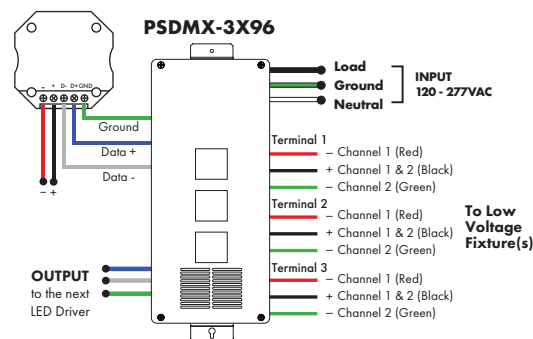 PSDMX-3X96
- + D- D+ GND
Ground
Data +
Data -
– +
Load
Ground
Neutral
INPUT
120 - 277VAC
Terminal 1
– Channel 1 (Red)
+ Channel 1 & 2 (Black)
– Channel 2 (Green)
Terminal 2
– Channel 1 (Red)
+ Channel 1 & 2 (Black)
– Channel 2 (Green)
Terminal 3
– Channel 1 (Red)
+ Channel 1 & 2 (Black)
– Channel 2 (Green)
To Low
Voltage
Fixture(s)
OUTPUT
to the next
LED Driver